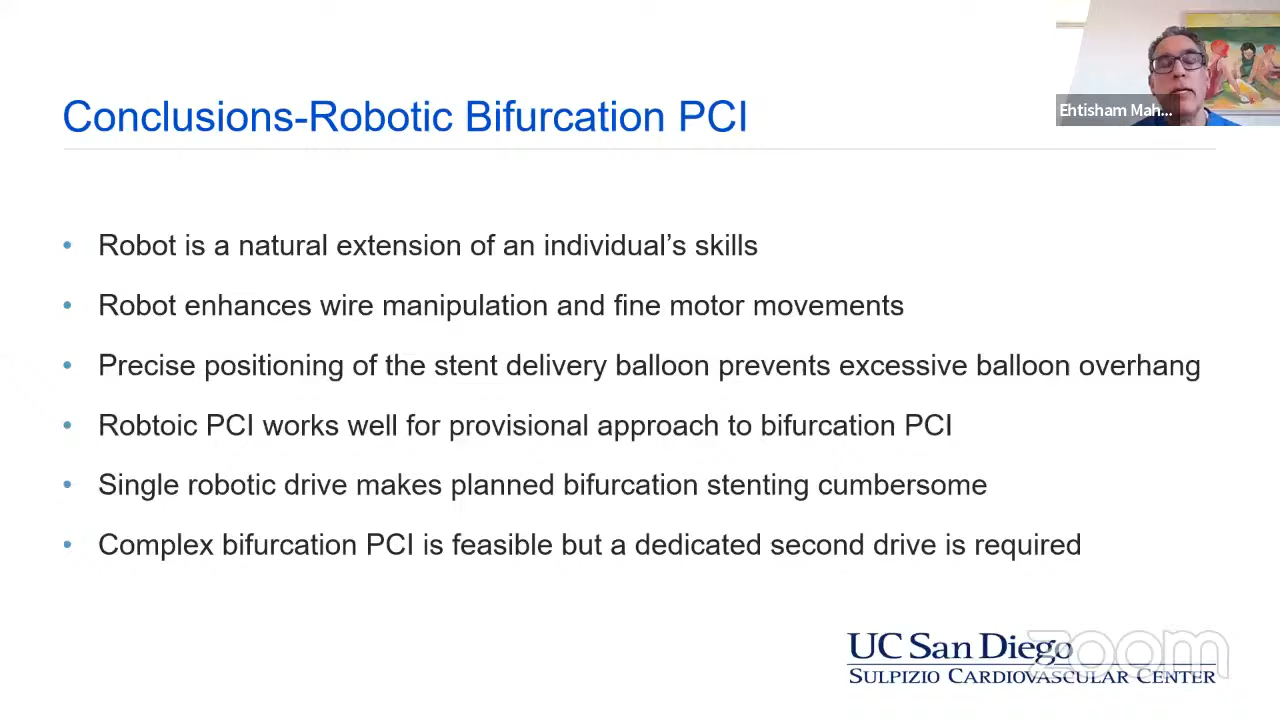 Ehtisham Mah...
Conclusions-Robotic Bifurcation PCI
• Robot is a natural extension of an individual’s skills
• Robot enhances wire manipulation and fine motor movements
• Precise positioning of the stent delivery balloon prevents excessive balloon overhang
• Robtoic PCI works well for provisional approach to bifurcation PCI
• Single robotic drive makes planned bifurcation stenting cumbersome
• Complex bifurcation PCI is feasible but a dedicated second drive is required
UC San Diego
zoom
SULPIZIO CARDIOVASCULAR CENTER